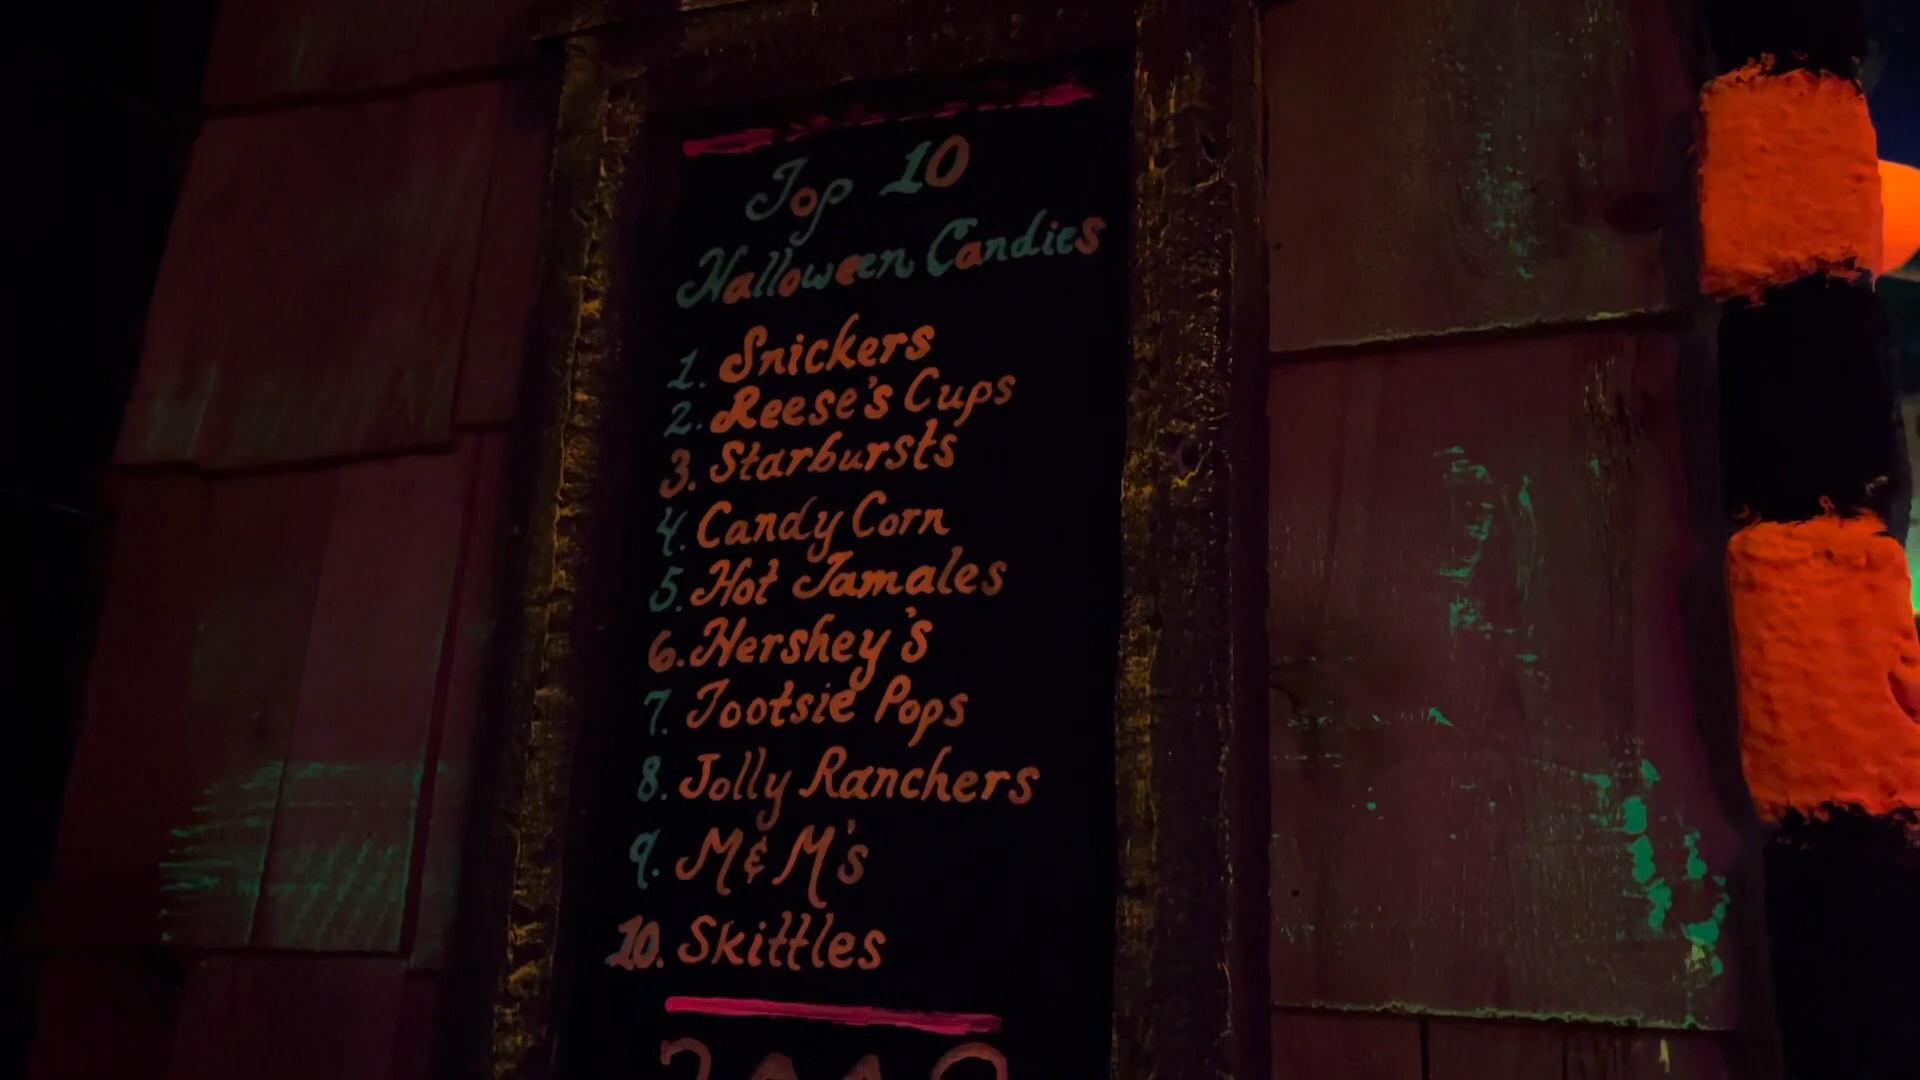 Top 10
Halloween Candies
1. Snickers
2. Reese's Cups
3. Starbursts
4. Candy Corn
5. Hot Tamales
6. Hershey's
7. Tootsie Pops
8. Jolly Ranchers
9. M&M's
10. Skittles